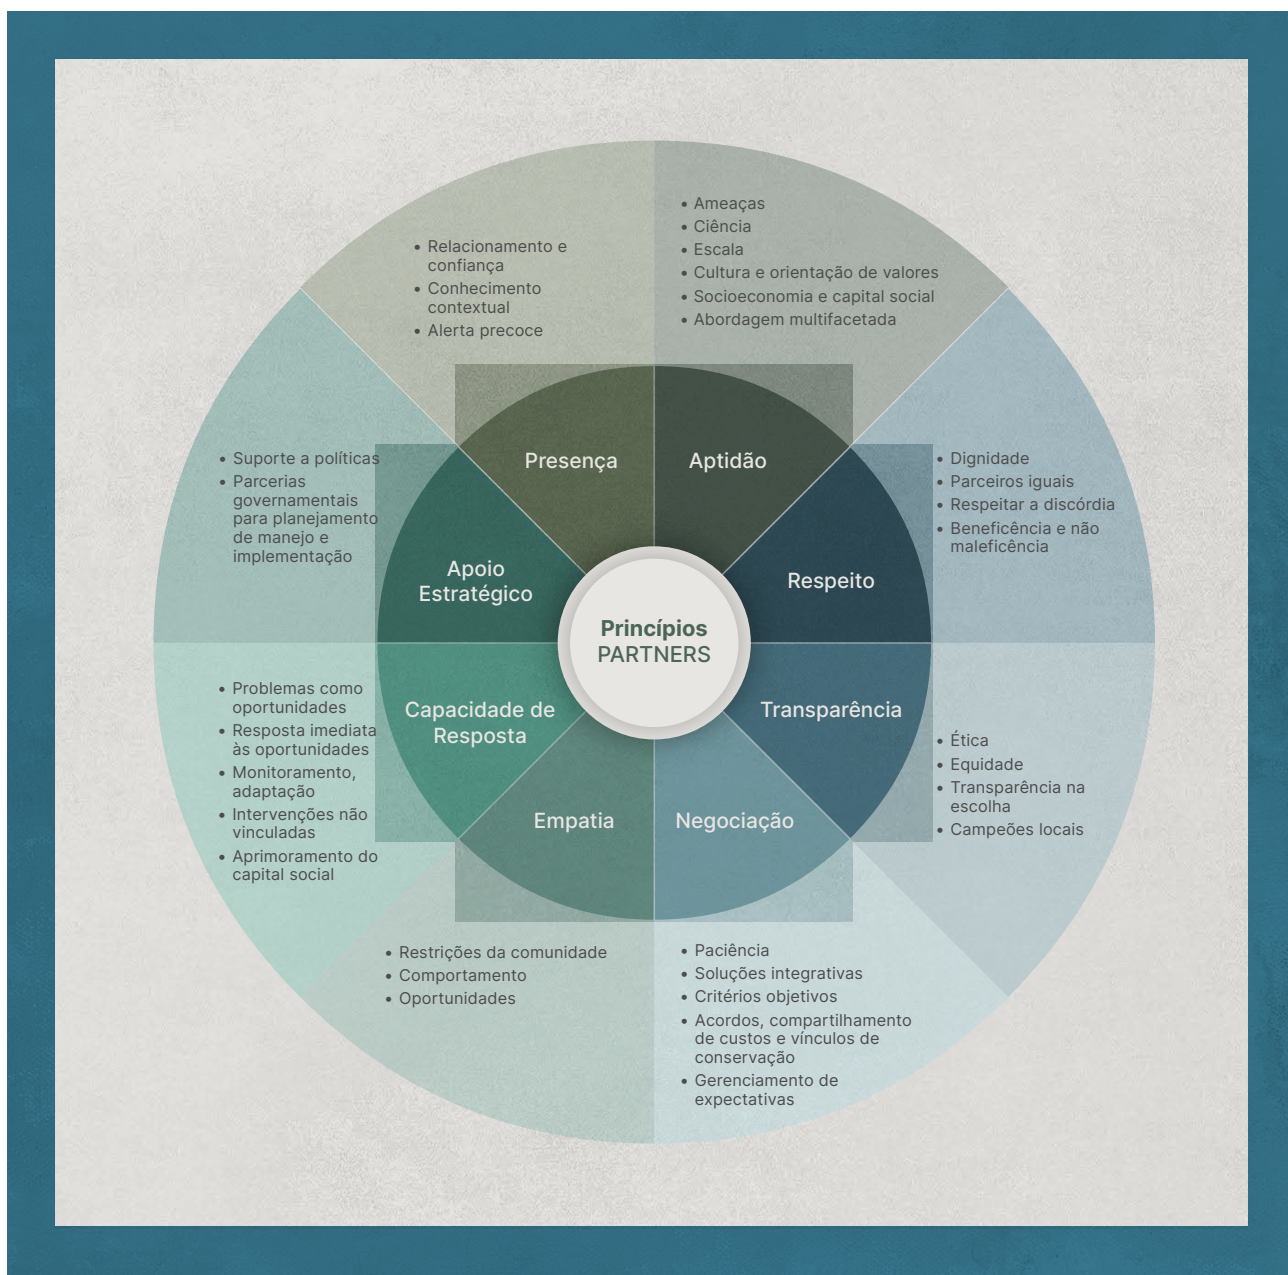 • Relacionamento e
confiança
• Conhecimento
contextual
• Alerta precoce
• Ameaças
• Ciência
• Escala
• Cultura e orientação de valores
• Socioeconomia e capital social
• Abordagem multifacetada
Presença
Aptidão
• Suporte a políticas
• Parcerias
governamentais
para planejamento
de manejo e
implementação
Apoio
Estratégico
Respeito
• Dignidade
• Parceiros iguais
• Respeitar a discórdia
• Beneficência e não
maleficência
Princípios
PARTNERS
• Problemas como
oportunidades
• Resposta imediata
às oportunidades
• Monitoramento,
adaptação
• Intervenções não
vinculadas
• Aprimoramento do
capital social
Capacidade de
Resposta
Transparência
• Ética
• Equidade
• Transparência na
escolha
• Campeões locais
Empatia
Negociação
• Restrições da comunidade
• Comportamento
• Oportunidades
• Paciência
• Soluções integrativas
• Critérios objetivos
• Acordos, compartilhamento
de custos e vínculos de
conservação
• Gerenciamento de
expectativas